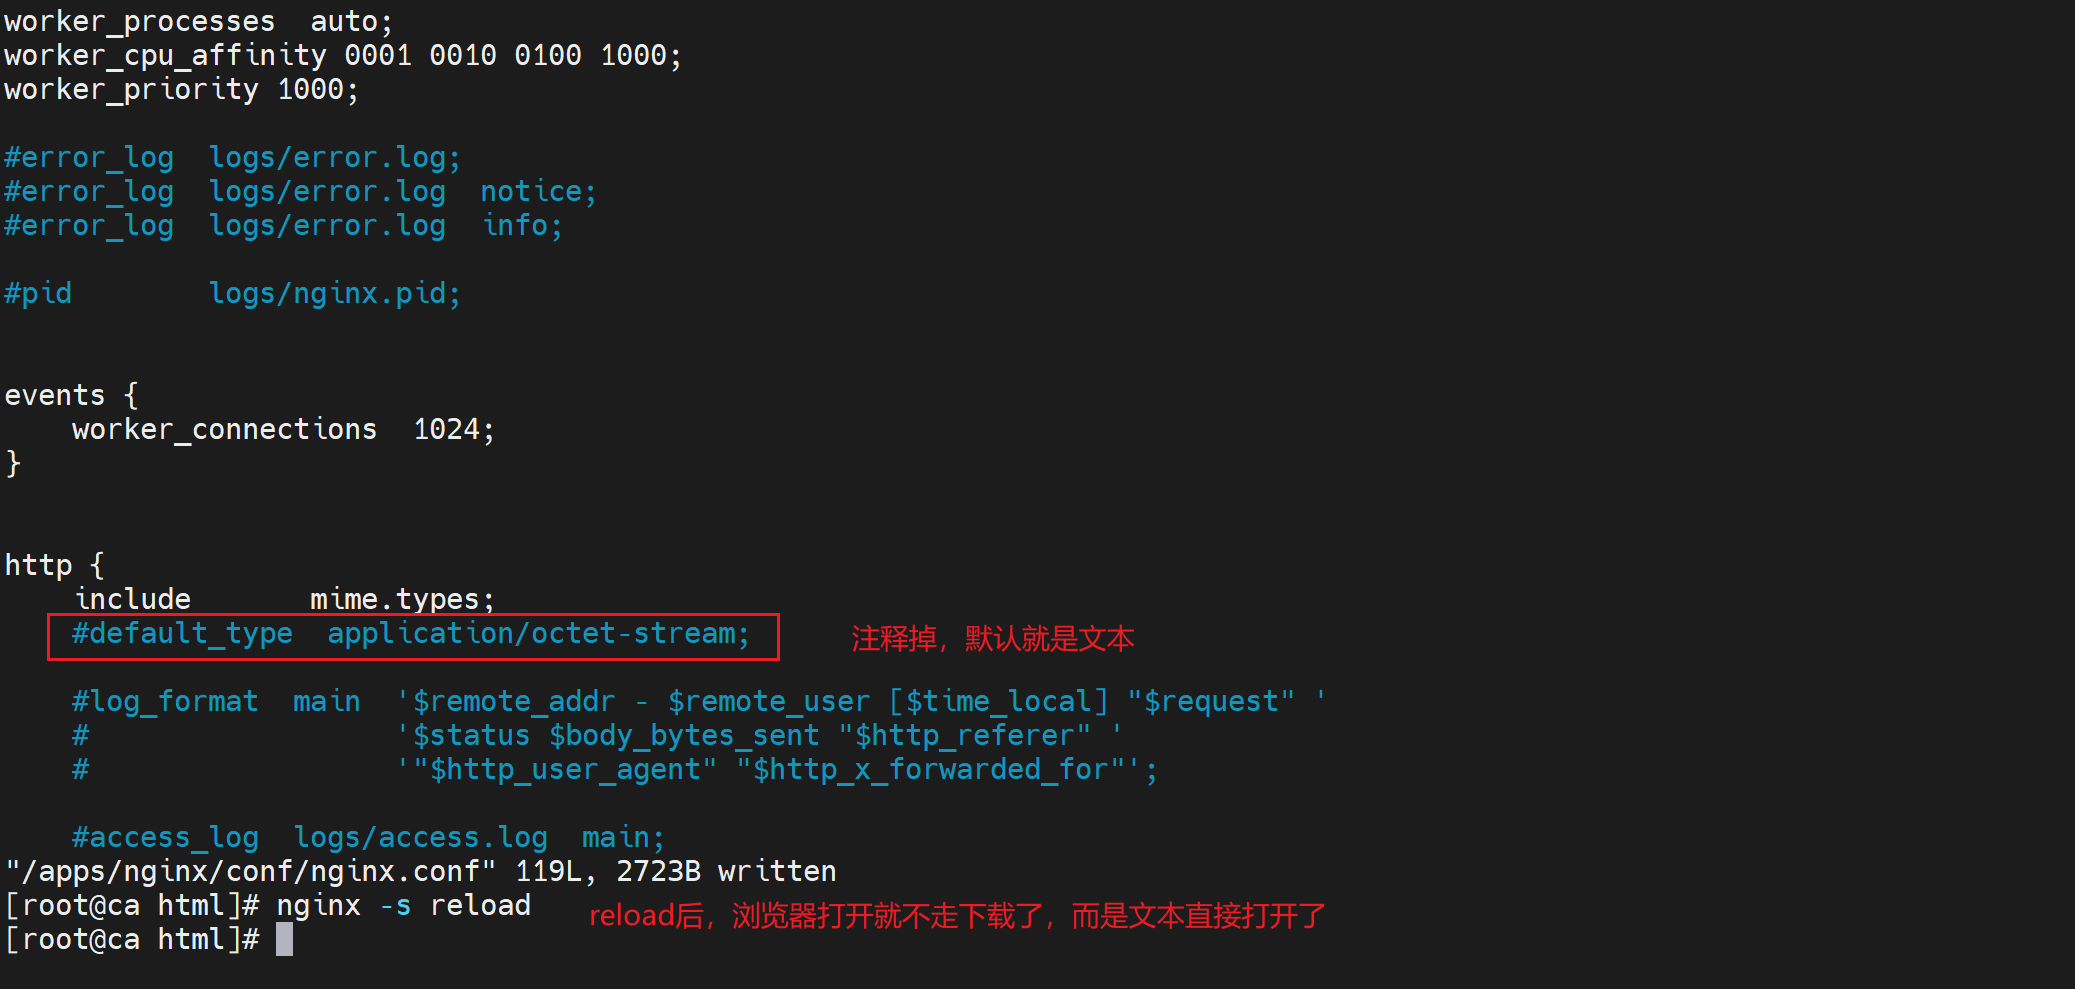 worker_processes  auto;
worker_cpu_affinity 0001 0010 0100 1000;
worker_priority 1000;
#error_log  logs/error.log;
#error_log  logs/error.log  notice;
#error_log  logs/error.log  info;
#pid        logs/nginx.pid;
events {
    worker_connections  1024;
}
http {
    include       mime.types;
    #default_type  application/octet-stream; 注释掉，默认就是文本
    #log_format  main  '$remote_addr - $remote_user [$time_local] "$request" '
    #                  '$status $body_bytes_sent "$http_referer" '
    #                  '"$http_user_agent" "$http_x_forwarded_for"';
    #access_log  logs/access.log  main;
"/apps/nginx/conf/nginx.conf" 119L, 2723B written
[root@ca html]# nginx -s reload reload后，浏览器打开就不走下载了，而是文本直接打开了
[root@ca html]#